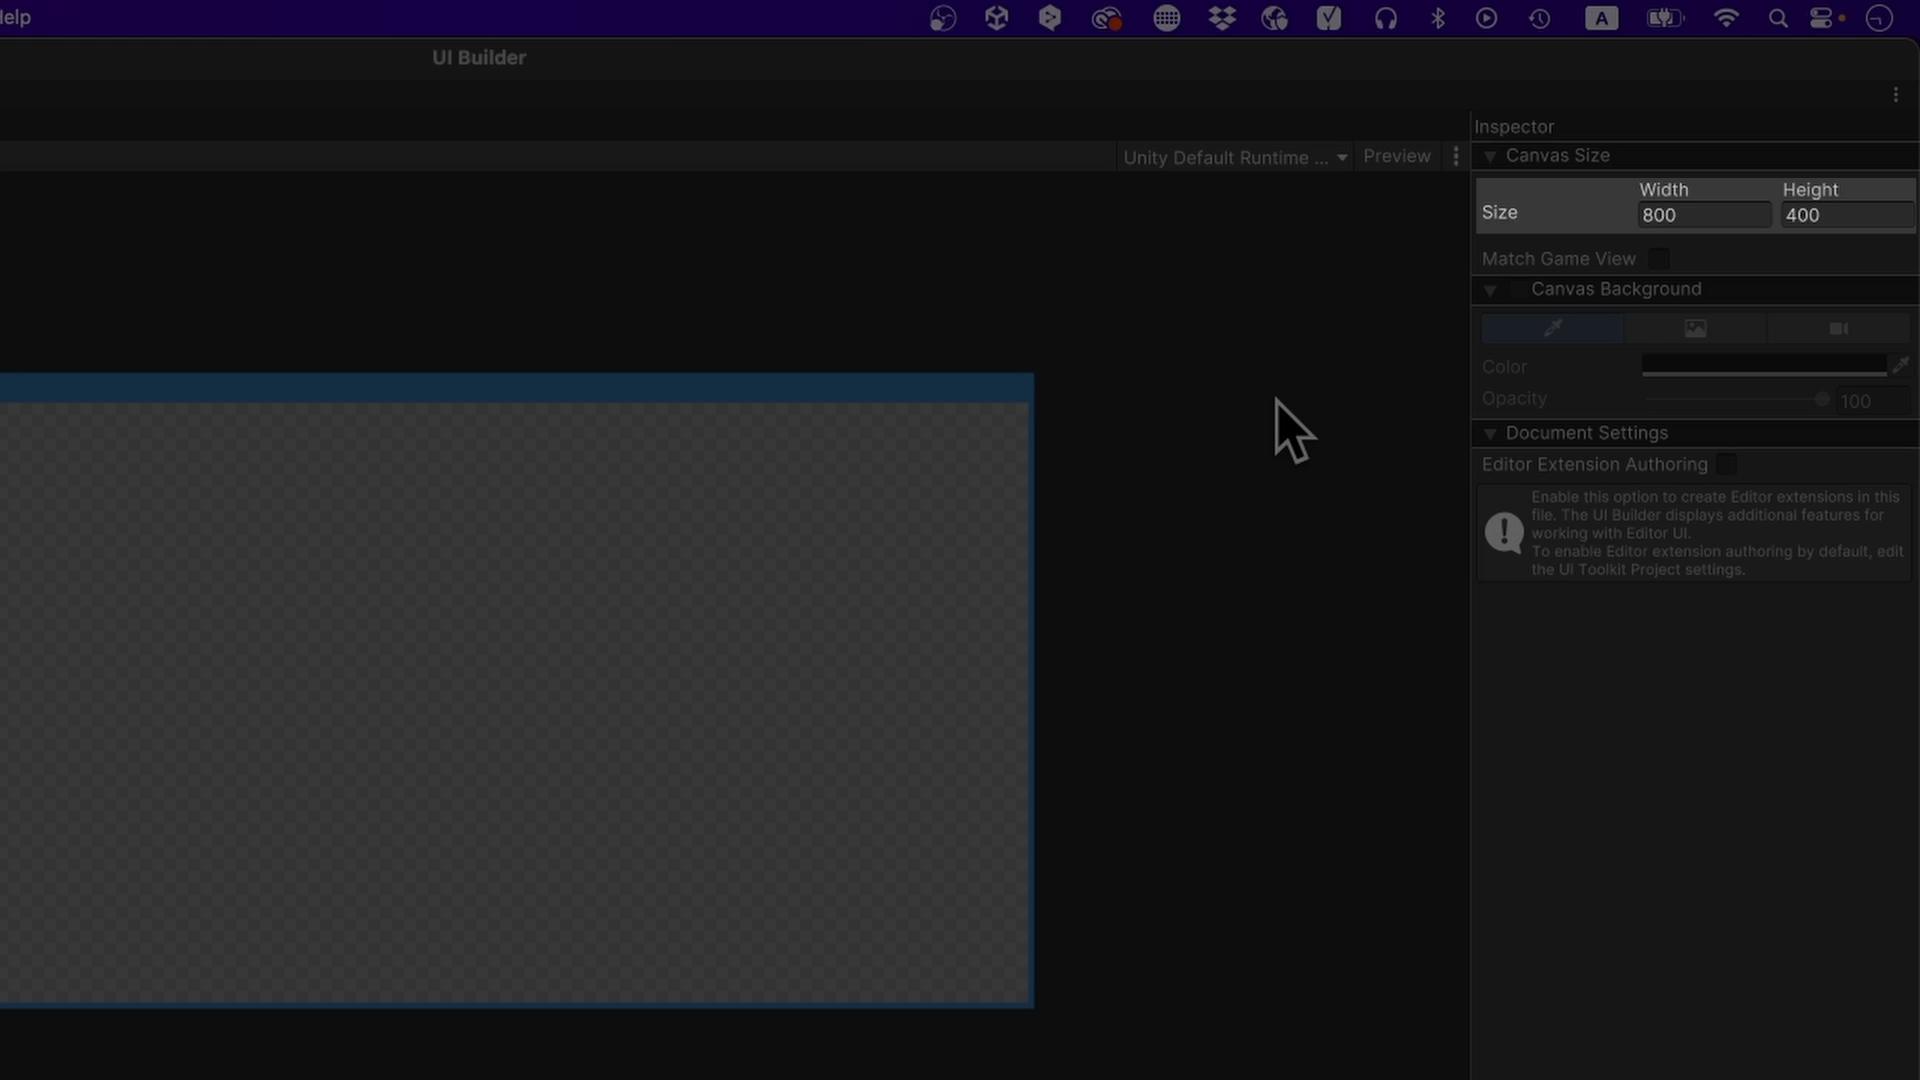 Help
A
UI Builder
Inspector
Unity Default Runtime ...
Preview
Canvas Size
Width
Height
Size
800
400
Match Game View
Canvas Background
Color
Opacity
100
Document Settings
Editor Extension Authoring
Enable this option to create Editor extensions in this
file. The UI Builder displays additional features for
working with Editor UI.
To enable Editor extension authoring by default, edit
the UI Toolkit Project settings.